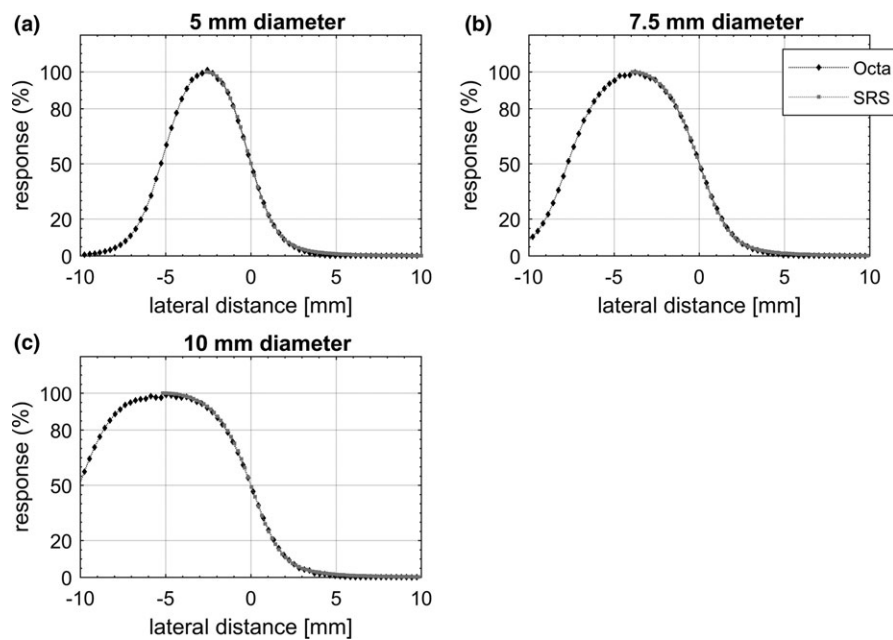 (a)
5 mm diameter
response (%)
100
80
50
20
0
-10
-5
0
5
10
lateral distance [mm]
(b)
7.5 mm diameter
Octa
SRS
response (%)
100
80
50
20
0
-10
-5
0
5
10
lateral distance [mm]
(c)
10 mm diameter
response (%)
100
80
50
20
0
-10
-5
0
5
10
lateral distance [mm]